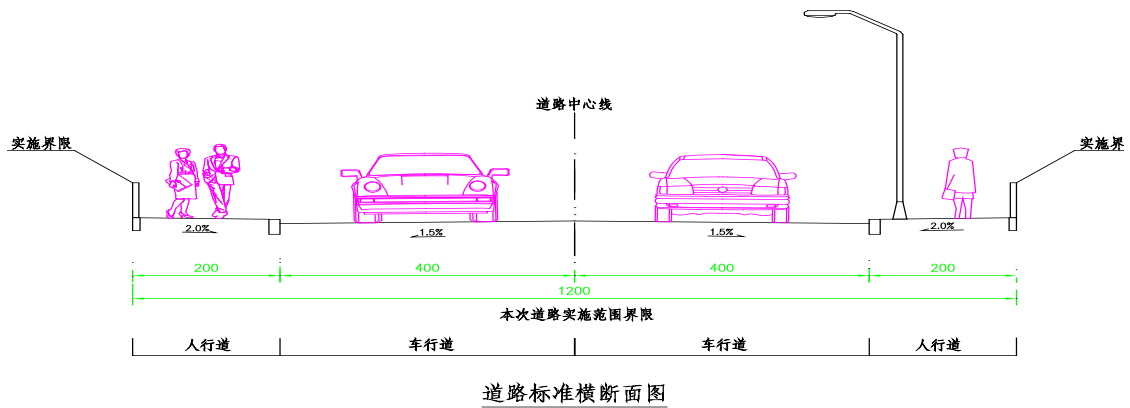 道路中心线
实施界限
实施界
2.0%
1.5%
1.5%
2.0%
200
400
400
200
1200
本次道路实施范围界限
人行道
车行道
车行道
人行道
道路标准横断面图